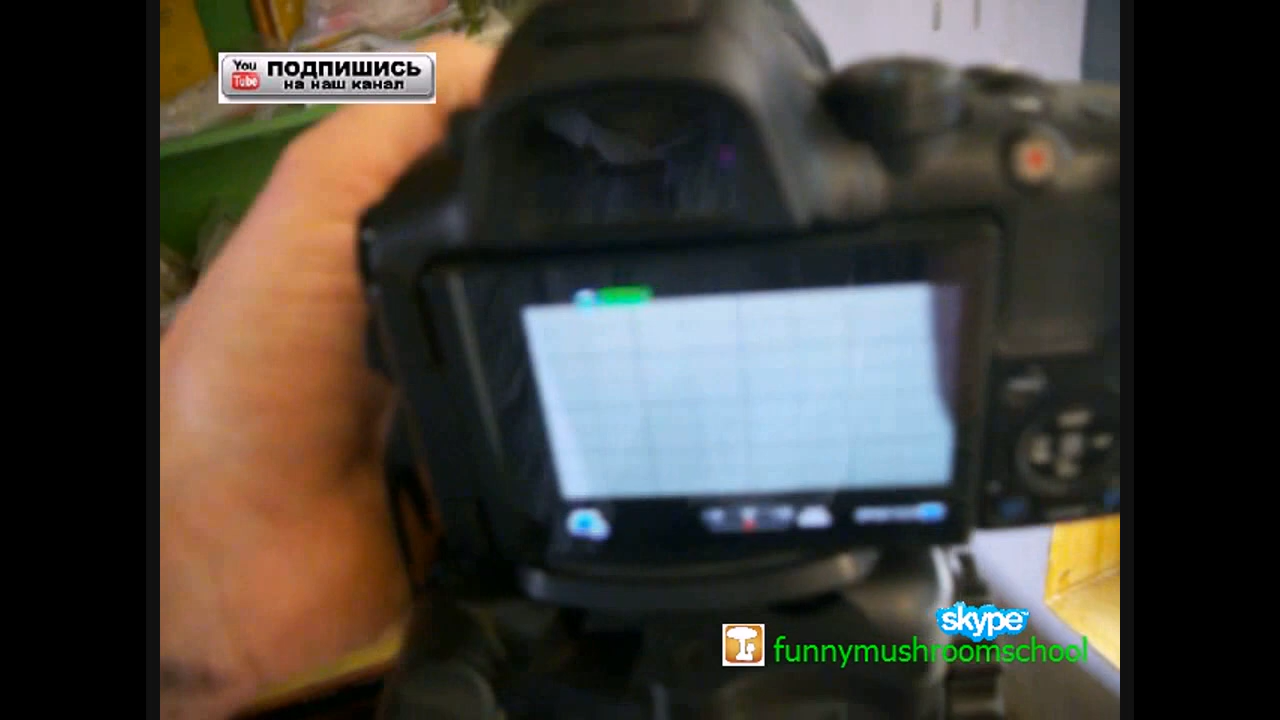 You
Tube
ПОДПИШИСЬ
на наш канал
skype
funnymushroomschool